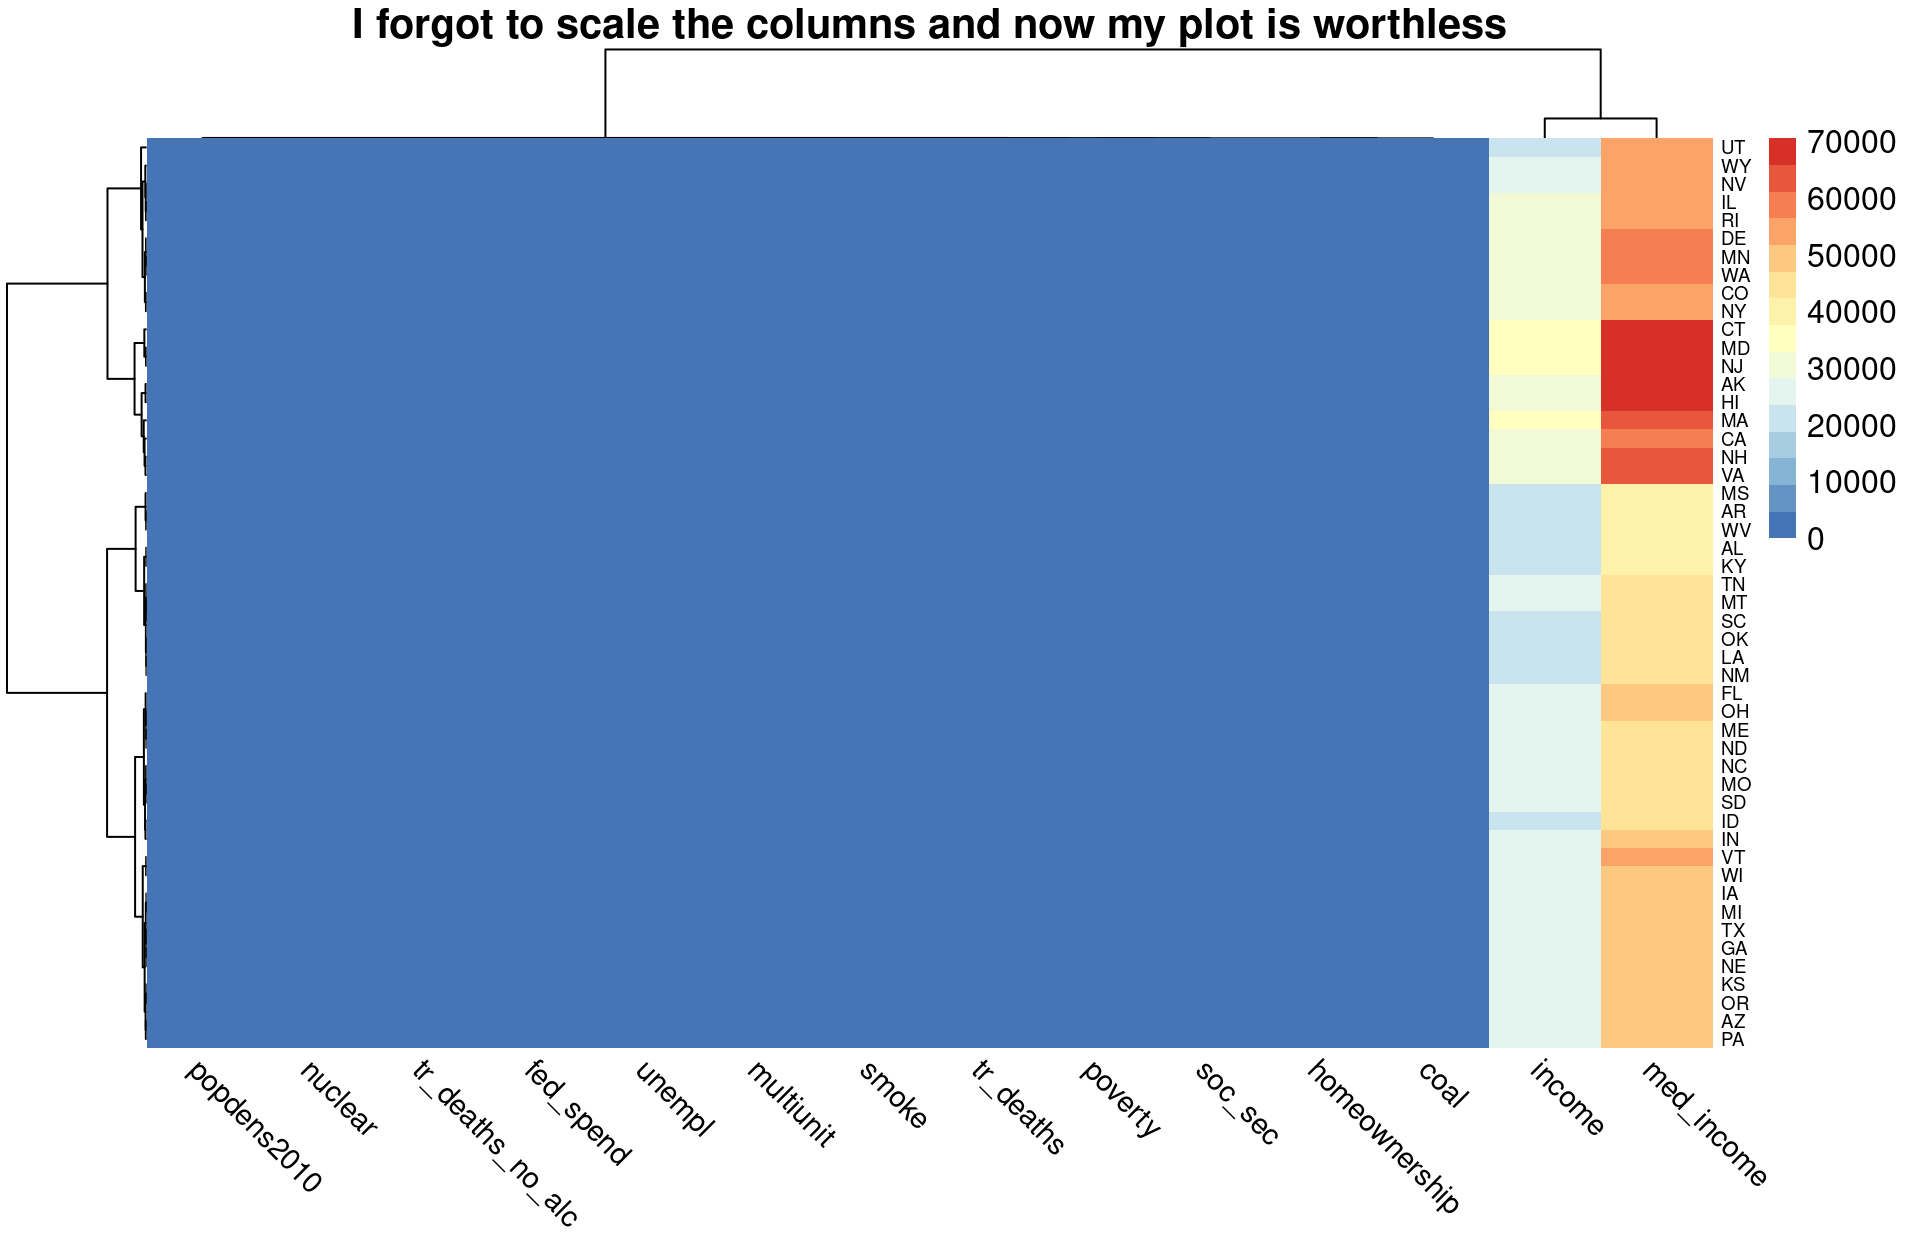 I forgot to scale the columns and now my plot is worthless
UT
WY
NV
IL
RI
DE
MN
WA
CO
NY
CT
MD
NJ
AK
HI
MA
CA
NH
VA
MS
AR
WV
AL
KY
TN
MT
SC
OK
LA
NM
FL
OH
ME
ND
NC
MO
SD
ID
IN
VT
WI
IA
MI
TX
GA
NE
KS
OR
AZ
PA
70000
60000
50000
40000
30000
20000
10000
0
popdens2010
nuclear
tr_deaths_no_alc
fed_spend
unempl
multiunit
smoke
tr_deaths
poverty
soc_sec
homeownership
coal
income
med_income